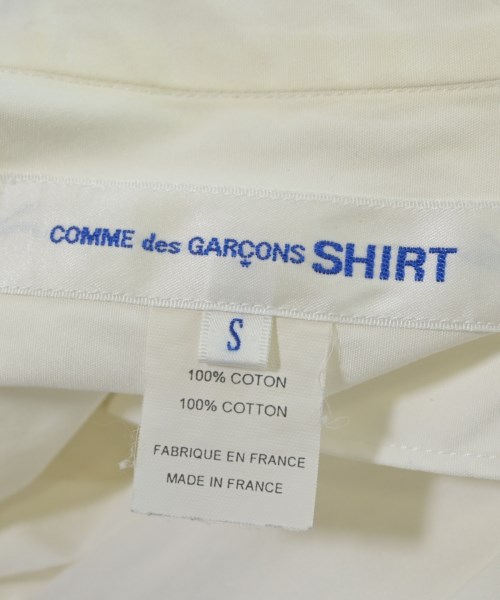 COMME des GARÇONS SHIRT
S
100% COTON
100% COTTON
FABRIQUE EN FRANCE
MADE IN FRANCE